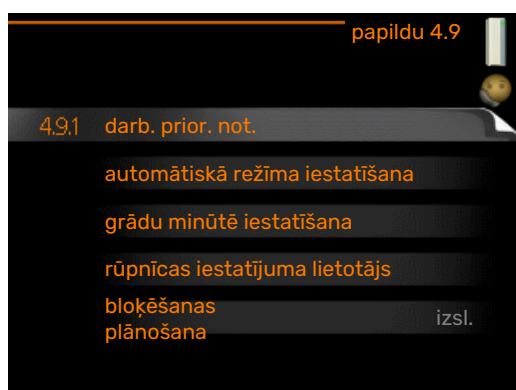 papildu 4.9
4.9.1 darb. prior. not.
automātiskā režīma iestatīšana
grādu minūtē iestatīšana
rūpnīcas iestatījuma lietotājs
bloķēšanas
plānošana izsl.